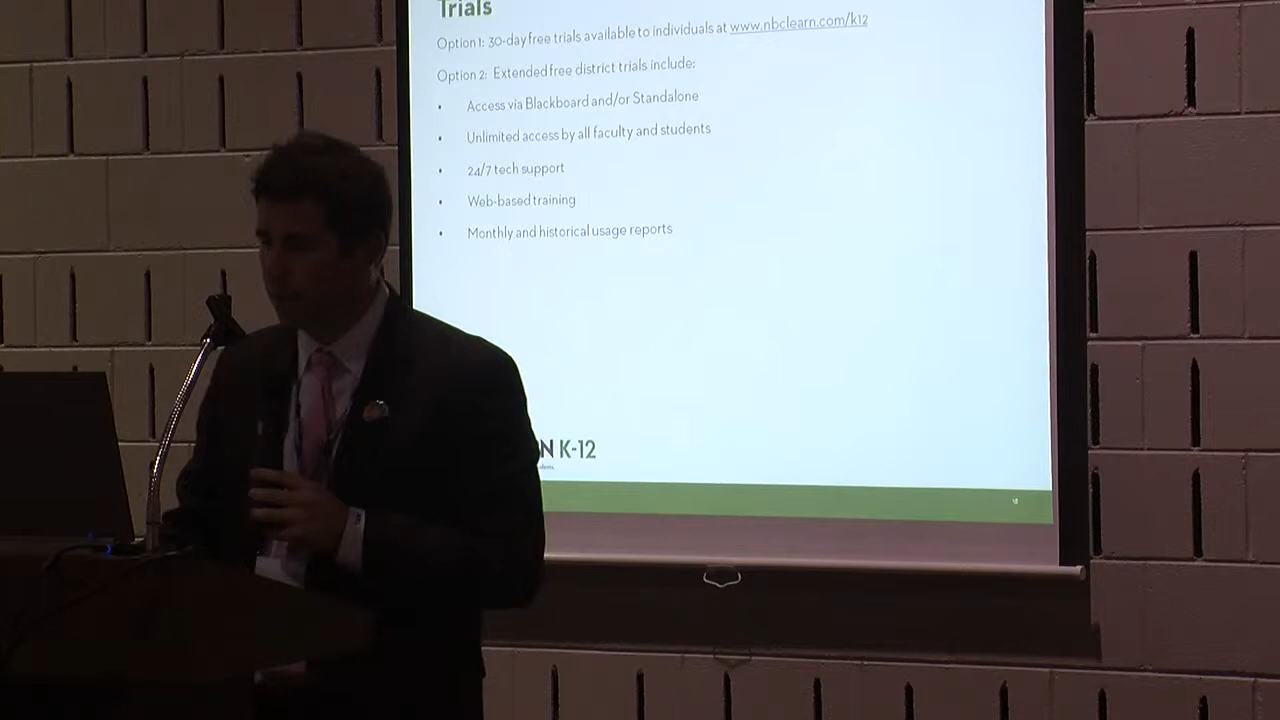 Trials
Option 1: 30-day free trials available to individuals at www.nbclearn.com/k12
Option 2: Extended free district trials include:
• Access via Blackboard and/or Standalone
• Unlimited access by all faculty and students
• 24/7 tech support
• Web-based training
• Monthly and historical usage reports
N K-12